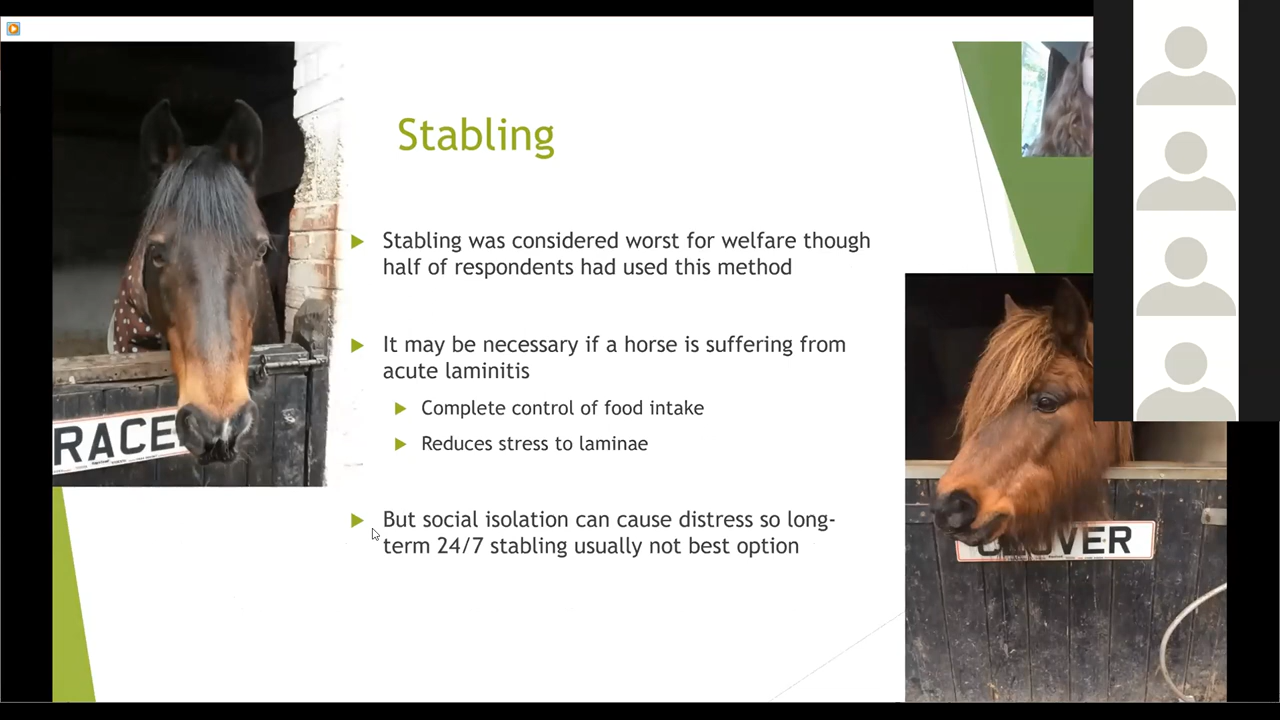 Stabling
Stabling was considered worst for welfare though
half of respondents had used this method
It may be necessary if a horse is suffering from
acute laminitis
Complete control of food intake
Reduces stress to laminae
But social isolation can cause distress so long-
term 24/7 stabling usually not best option
RACE